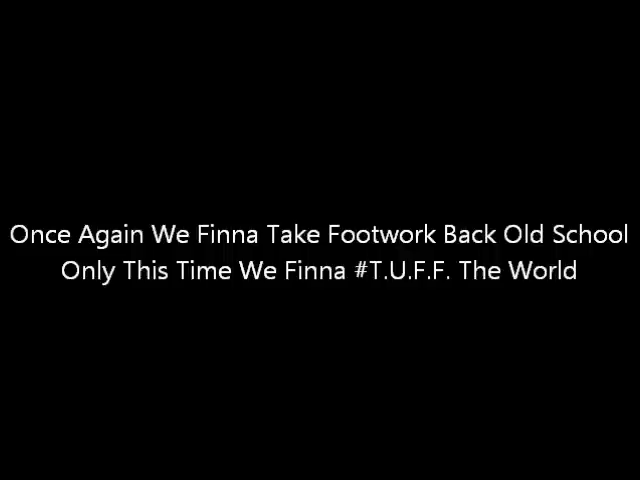 Once Again We Finna Take Footwork Back Old School
Only This Time We Finna #T.U.F.F. The World